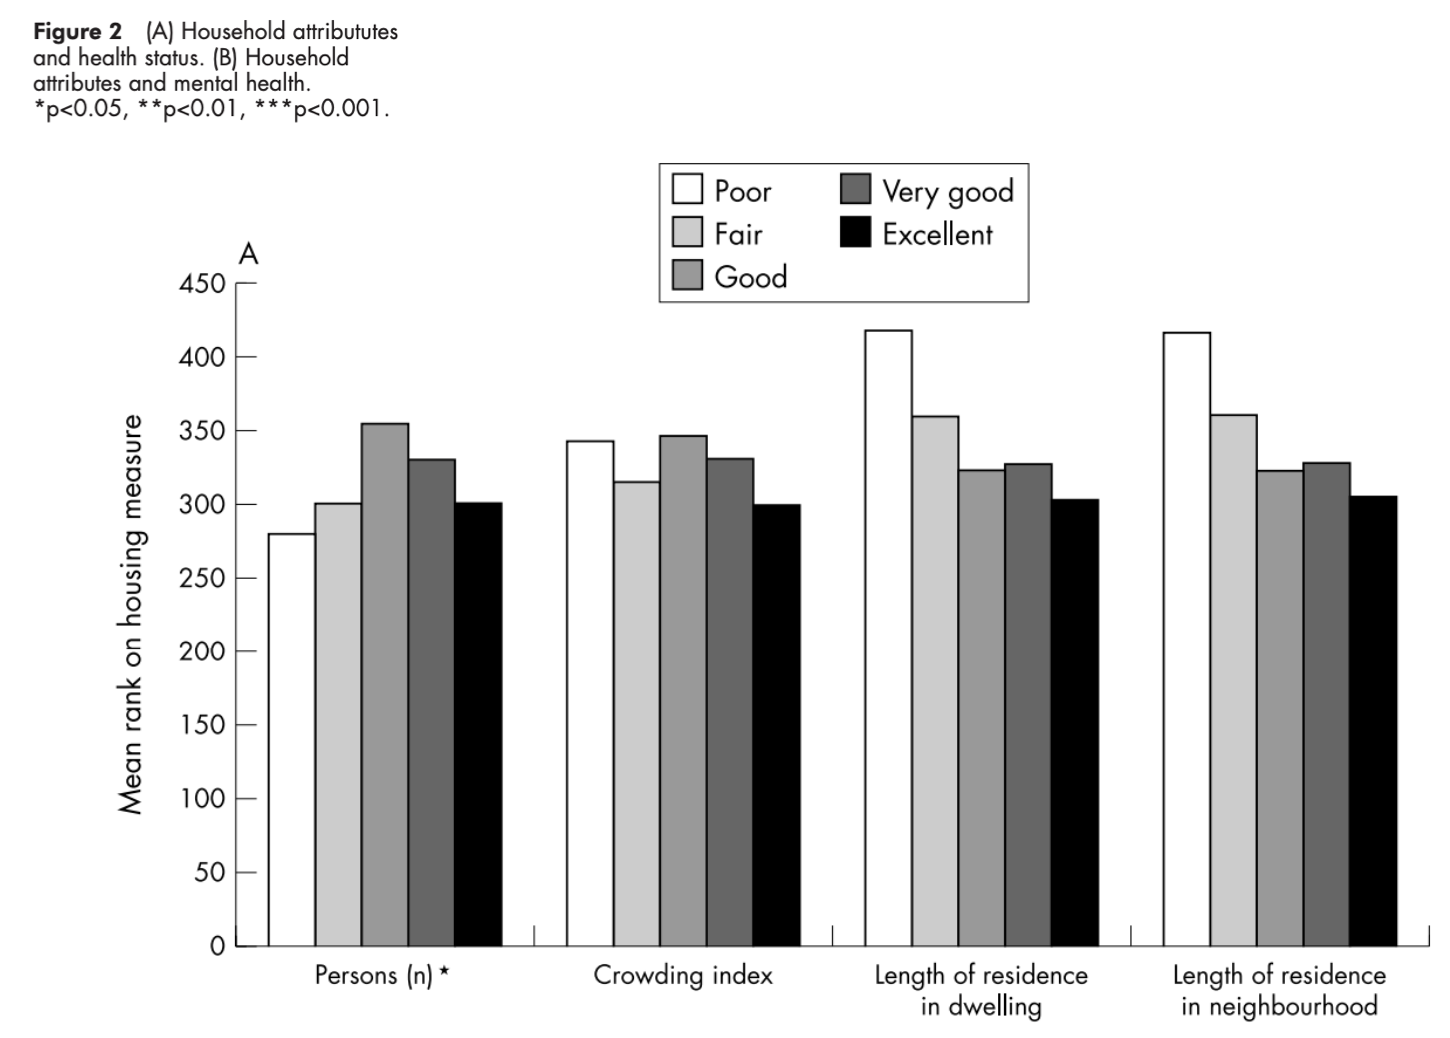 Figure 2 (A) Household attribututes
and health status. (B) Household
attributes and mental health.
*p<0.05, **p<0.01, ***p<0.001.
Poor
Very good
Fair
Excellent
Good
A
450
400
350
300
250
200
150
100
50
0
Mean rank on housing measure
Persons (n) *
Crowding index
Length of residence
in dwelling
Length of residence
in neighbourhood